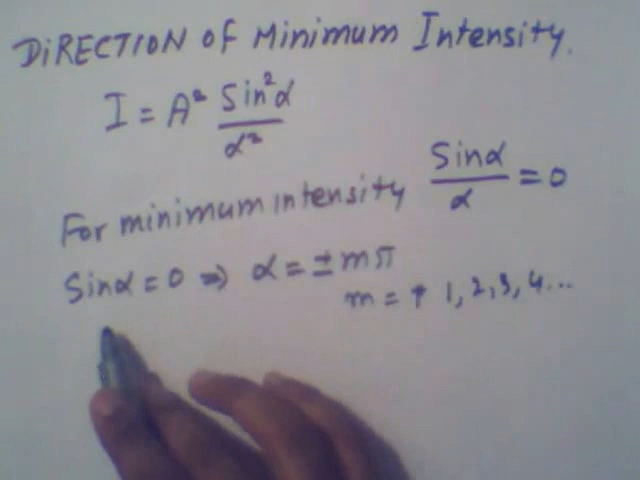 DIRECTION OF Minimum Intensity.
I = A² Sin²α / α²
For minimum intensity Sinα / α = 0
Sinα = 0 ⇒ α = ± mπ
m = 1, 2, 3, 4...